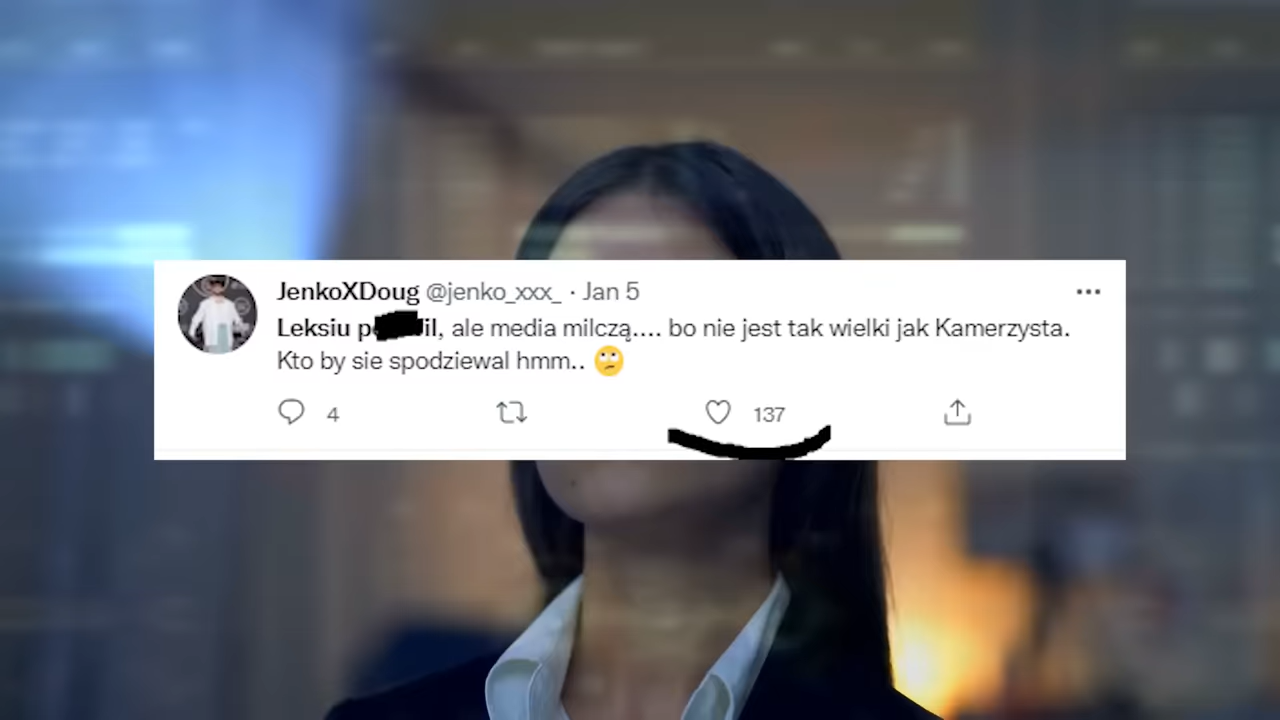 JenkoXDoug @jenko_xxx_ · Jan 5
Leksiu, ale media milczą.... bo nie jest tak wielki jak Kamerzysta.
Kto by sie spodziewal hmm.. 🙄
4 137